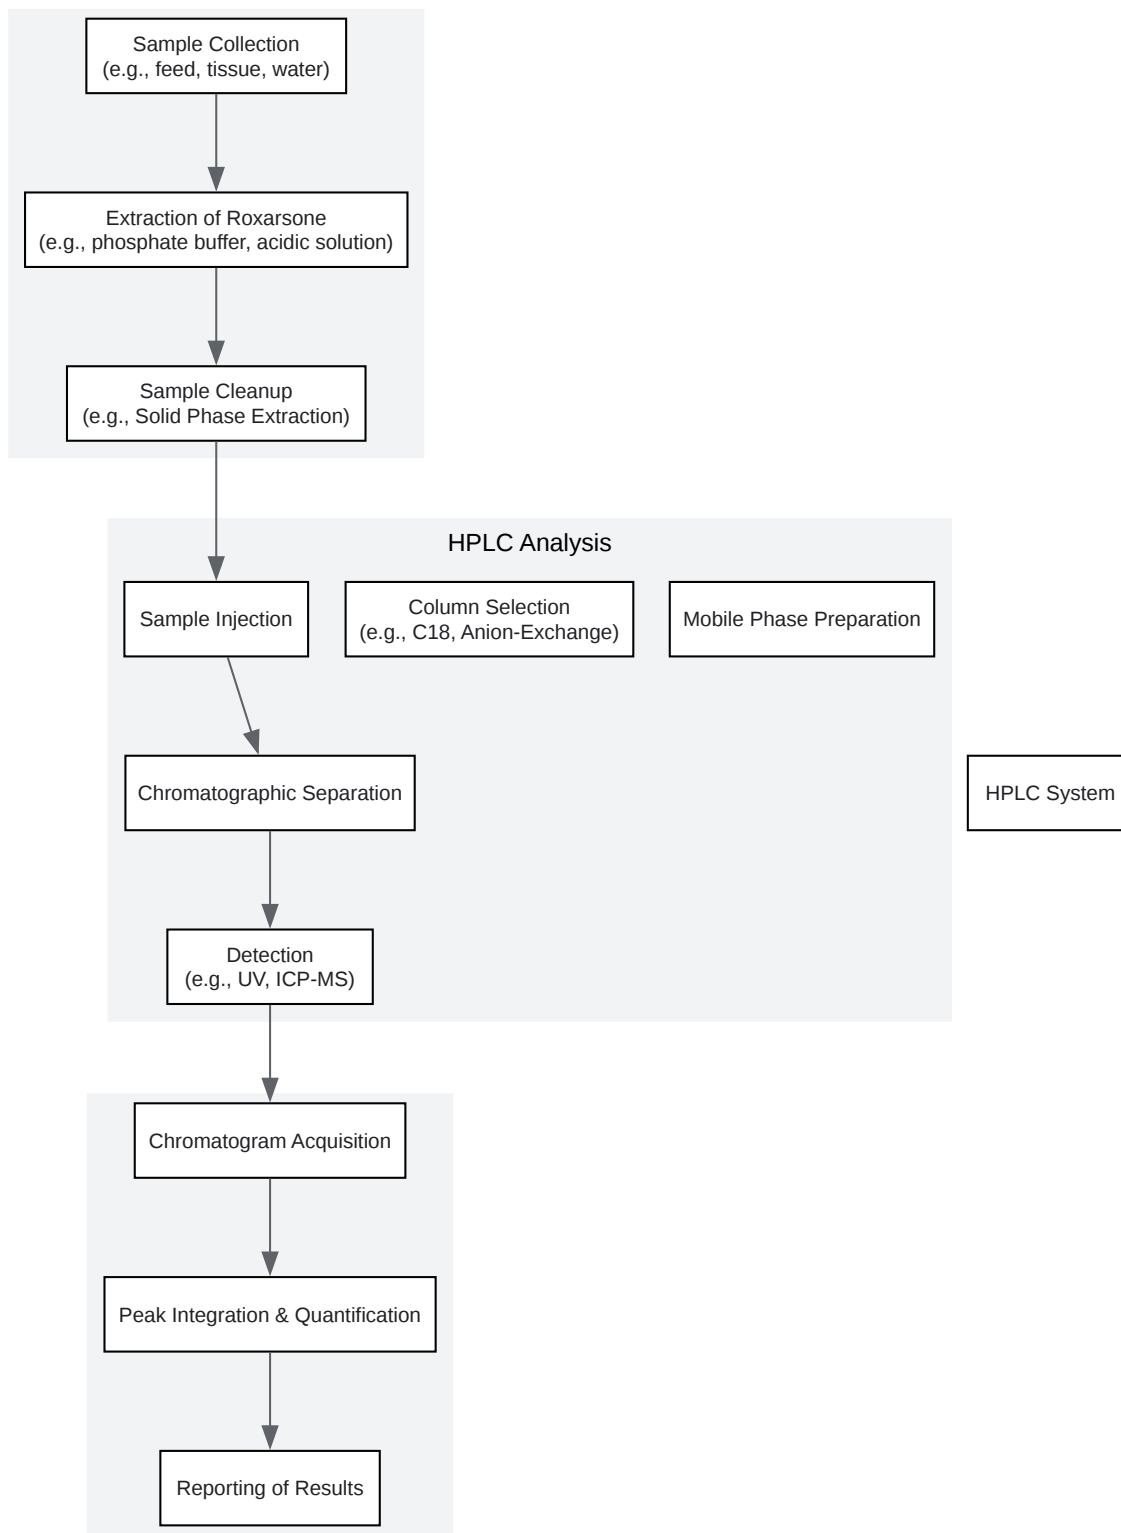 Sample Collection
(e.g., feed, tissue, water)
Extraction of Roxarsone
(e.g., phosphate buffer, acidic solution)
Sample Cleanup
(e.g., Solid Phase Extraction)
HPLC Analysis
Sample Injection
Column Selection
(e.g., C18, Anion-Exchange)
Mobile Phase Preparation
Chromatographic Separation
HPLC System
Detection
(e.g., UV, ICP-MS)
Chromatogram Acquisition
Peak Integration & Quantification
Reporting of Results